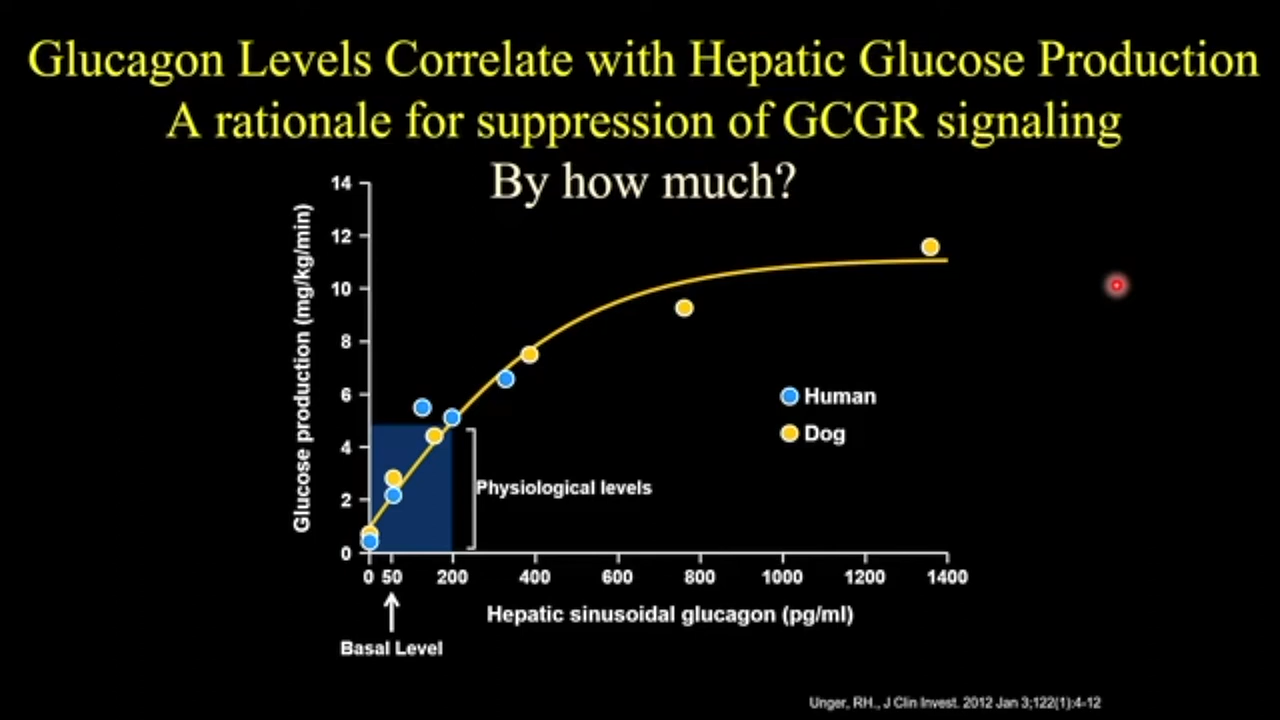 Glucagon Levels Correlate with Hepatic Glucose Production
A rationale for suppression of GCGR signaling
By how much?
14
12
10
8
6
4
2
0
Glucose production (mg/kg/min)
Human
Dog
Physiological levels
0 50 200 400 600 800 1000 1200 1400
Hepatic sinusoidal glucagon (pg/ml)
Basal Level
Unger, RH., J Clin Invest. 2012 Jan 3;122(1):4-12